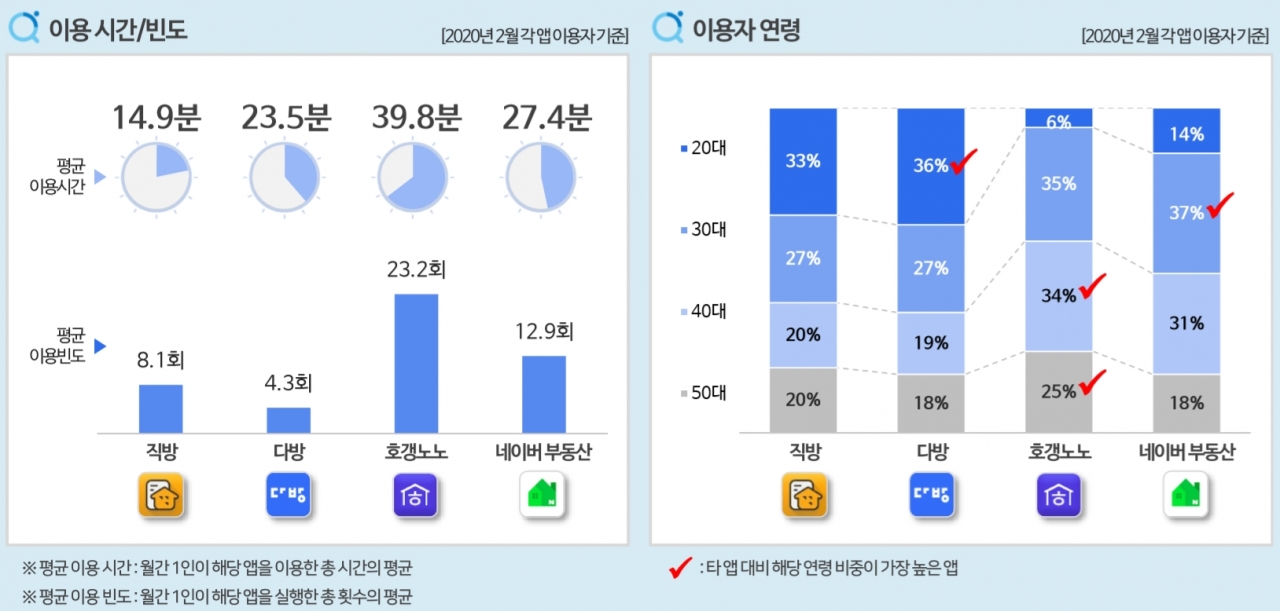 이용 시간/빈도
[2020년 2월 각 앱 이용자 기준]
14.9분 23.5분 39.8분 27.4분
평균
이용시간
23.2회
12.9회
8.1회
4.3회
평균
이용빈도
직방 다방 호갱노노 네이버 부동산
다방
※ 평균 이용 시간 : 월간 1인이 해당 앱을 이용한 총 시간의 평균
※ 평균 이용 빈도 : 월간 1인이 해당 앱을 실행한 총 횟수의 평균
이용자 연령
[2020년 2월 각 앱 이용자 기준]
20대 33% 36% 6% 14%
30대 27% 27% 35% 37%
40대 20% 19% 34% 31%
50대 20% 18% 25% 18%
직방 다방 호갱노노 네이버 부동산
다방
: 타 앱 대비 해당 연령 비중이 가장 높은 앱